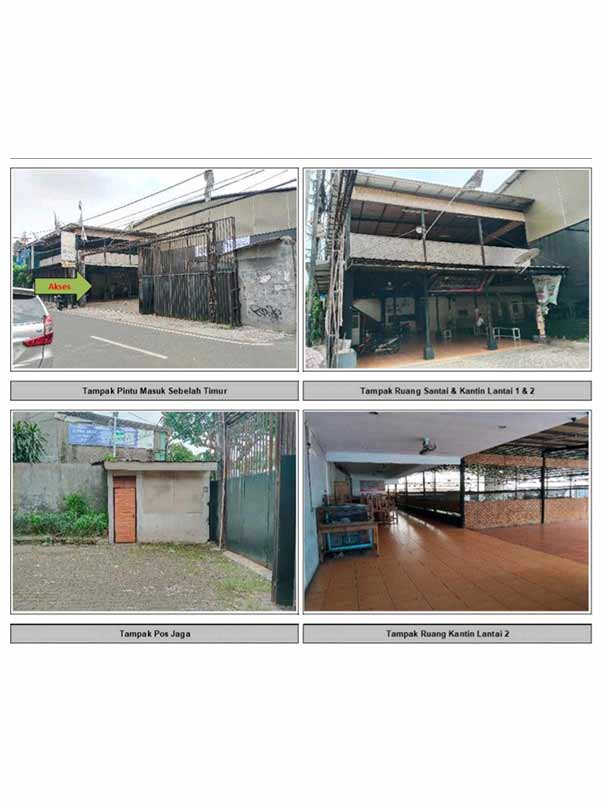 Akses
Tampak Pintu Masuk Sebelah Timur
Tampak Ruang Santai & Kantin Lantai 1 & 2
Tampak Pos Jaga
Tampak Ruang Kantin Lantai 2